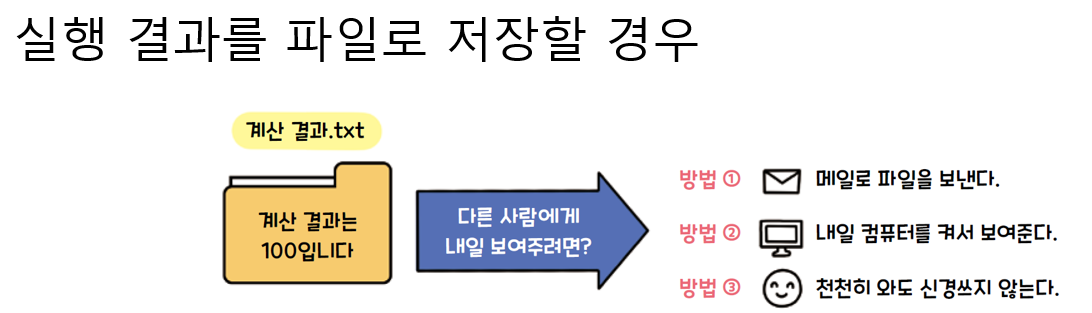 실행 결과를 파일로 저장할 경우
계산 결과.txt
계산 결과는
100입니다
다른 사람에게
내일 보여주려면?
방법 ① 메일로 파일을 보낸다.
방법 ② 내일 컴퓨터를 켜서 보여준다.
방법 ③ 천천히 와도 신경쓰지 않는다.